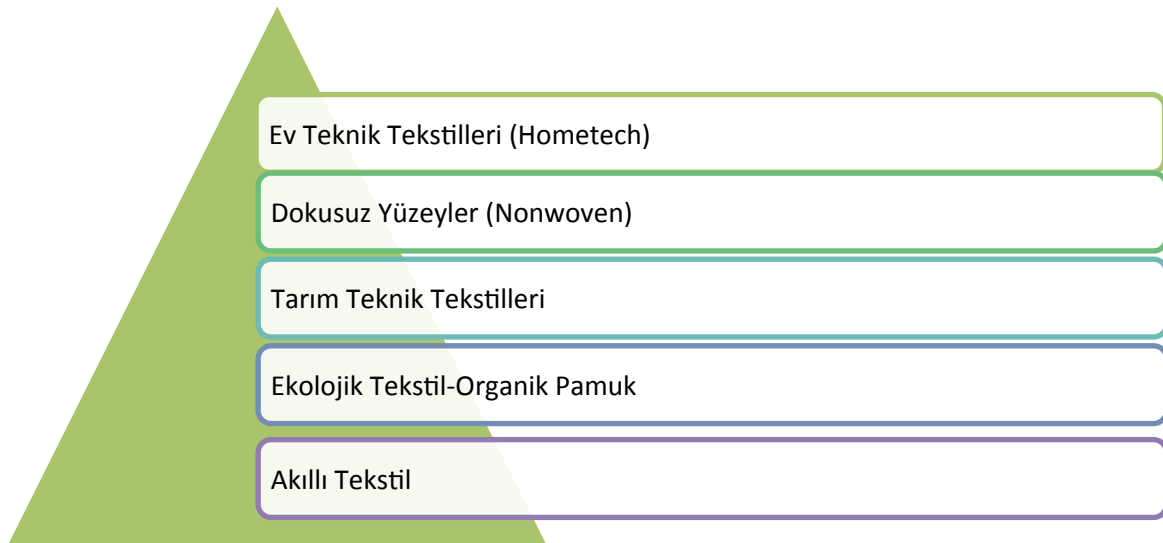 Ev Teknik Tekstilleri (Hometech)
Dokusuz Yüzeyler (Nonwoven)
Tarım Teknik Tekstilleri
Ekolojik Tekstil-Organik Pamuk
Akıllı Tekstil